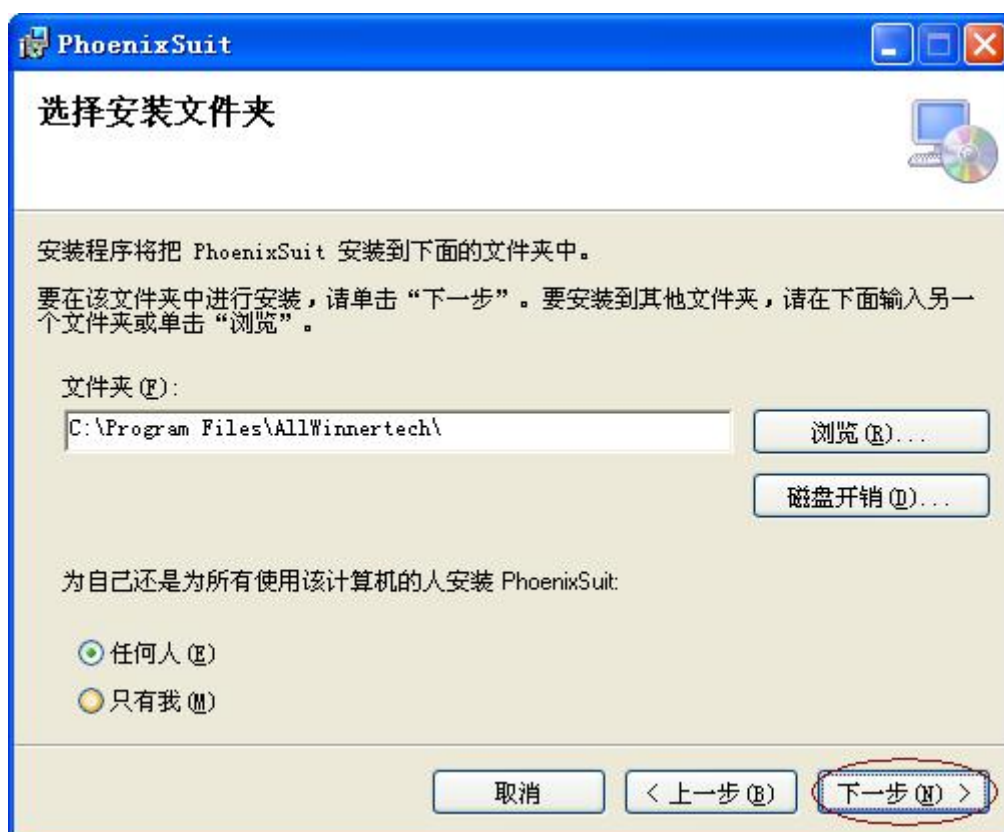 PhoenixSuit
选择安装文件夹
安装程序将把 PhoenixSuit 安装到下面的文件夹中。
要在该文件夹中进行安装，请单击“下一步”。要安装到其他文件夹，请在下面输入另一
个文件夹或单击“浏览”。
文件夹(F):
C:\Program Files\AllWinnertech\
浏览(R)...
磁盘开销(D)...
为自己还是为所有使用该计算机的人安装 PhoenixSuit:
任何人(E)
只有我(M)
取消
< 上一步(B)
下一步(N) >